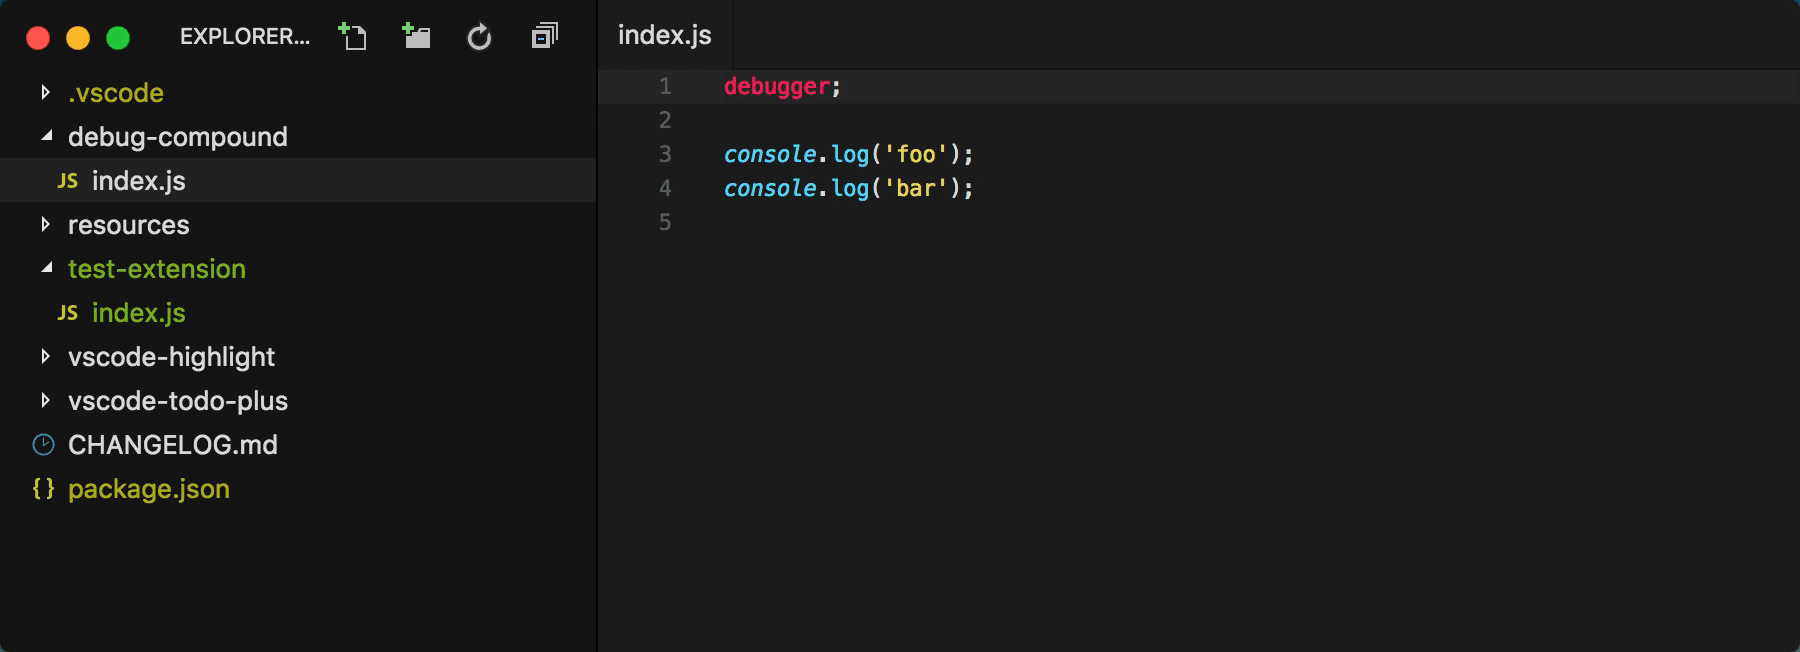 EXPLORER...
.vscode
debug-compound
JS index.js
resources
test-extension
JS index.js
vscode-highlight
vscode-todo-plus
CHANGELOG.md
{ } package.json
index.js
1 debugger;
2
3 console.log('foo');
4 console.log('bar');
5